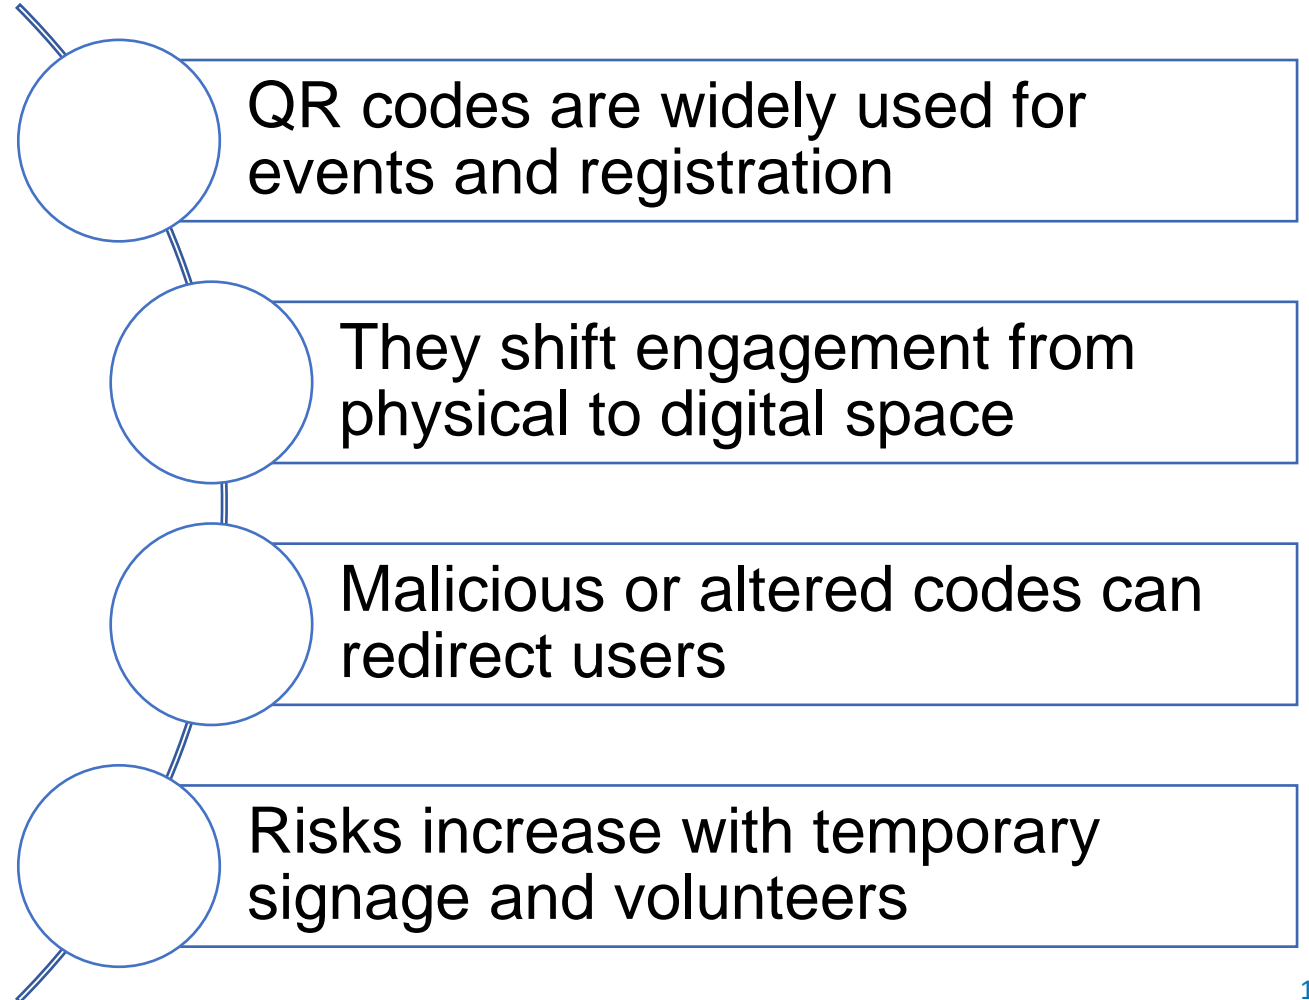 QR codes are widely used for
events and registration
They shift engagement from
physical to digital space
Malicious or altered codes can
redirect users
Risks increase with temporary
signage and volunteers